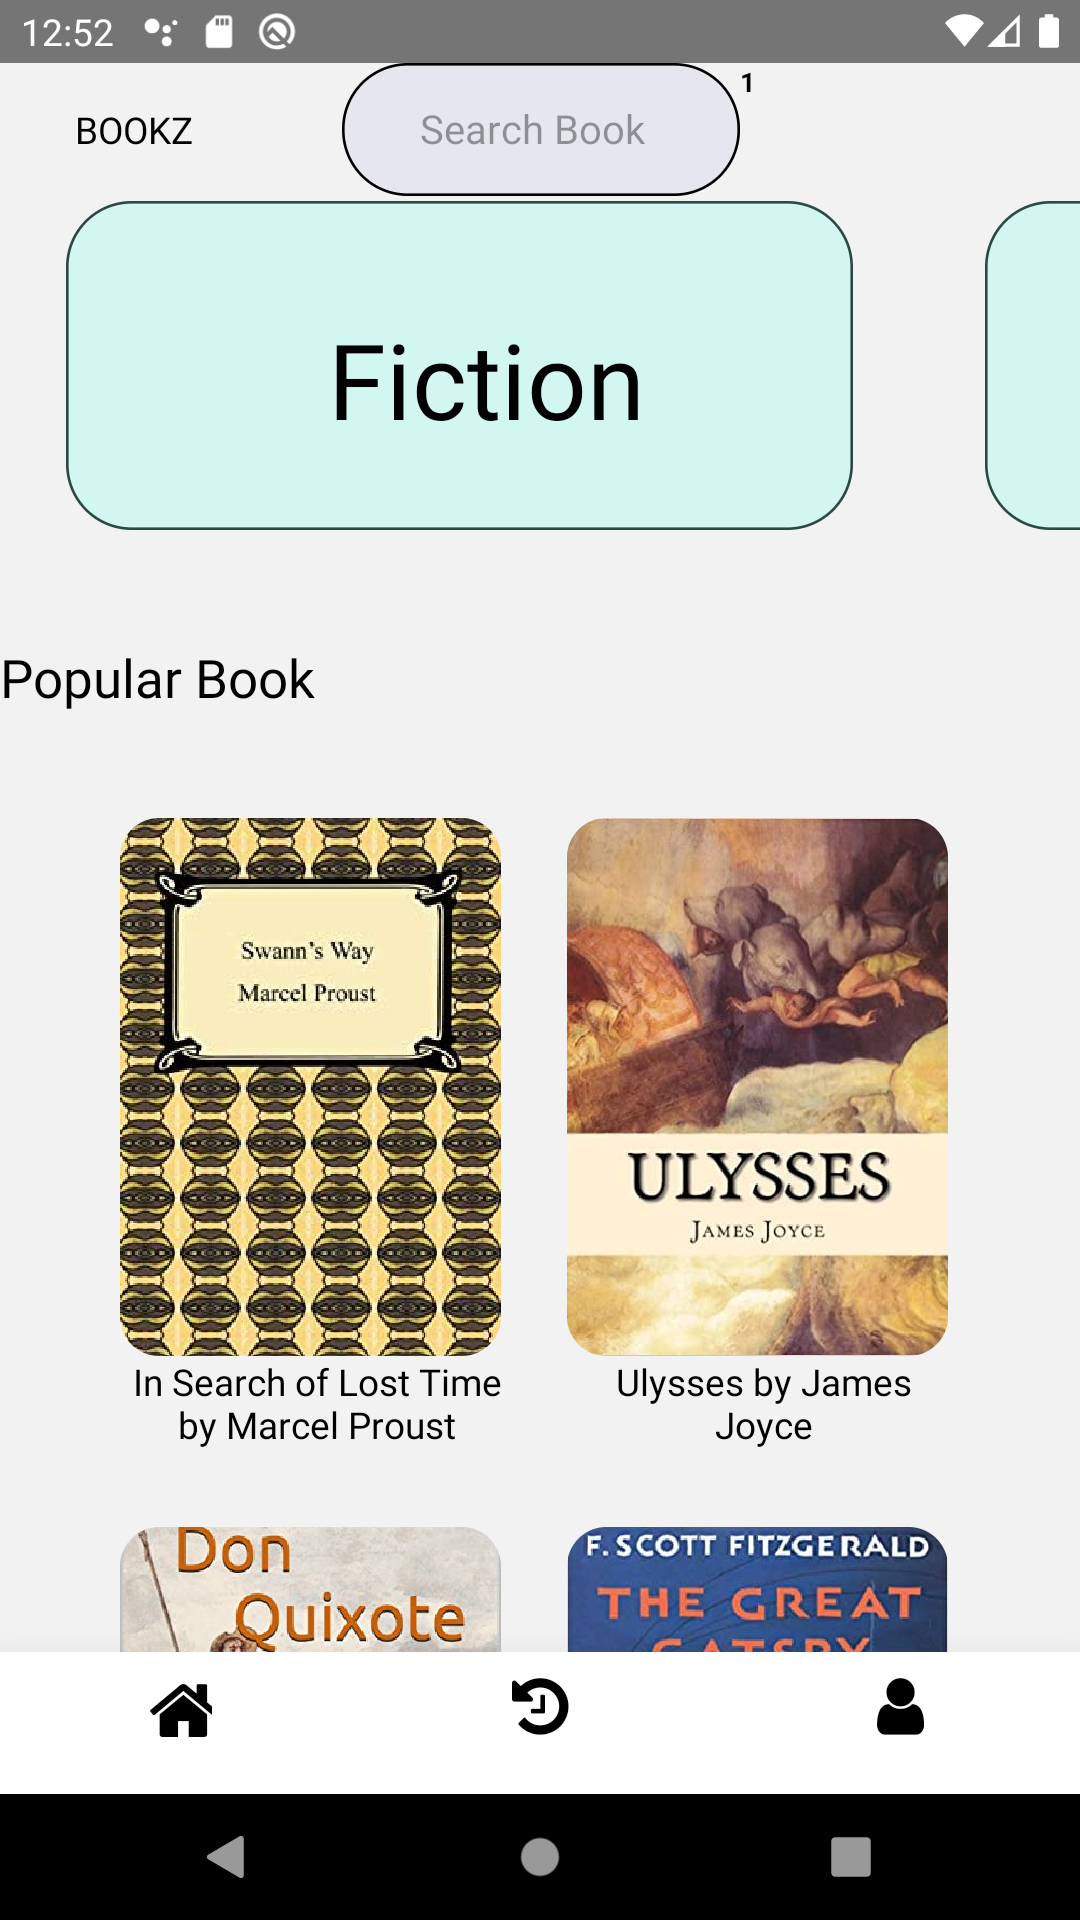 12:52
BOOKZ
Search Book
1
Fiction
Popular Book
Swann's Way
Marcel Proust
ULYSSES
JAMES JOYCE
In Search of Lost Time
by Marcel Proust
Ulysses by James
Joyce
Don
Quixote
F. SCOTT FITZGERALD
THE GREAT
GATSBY